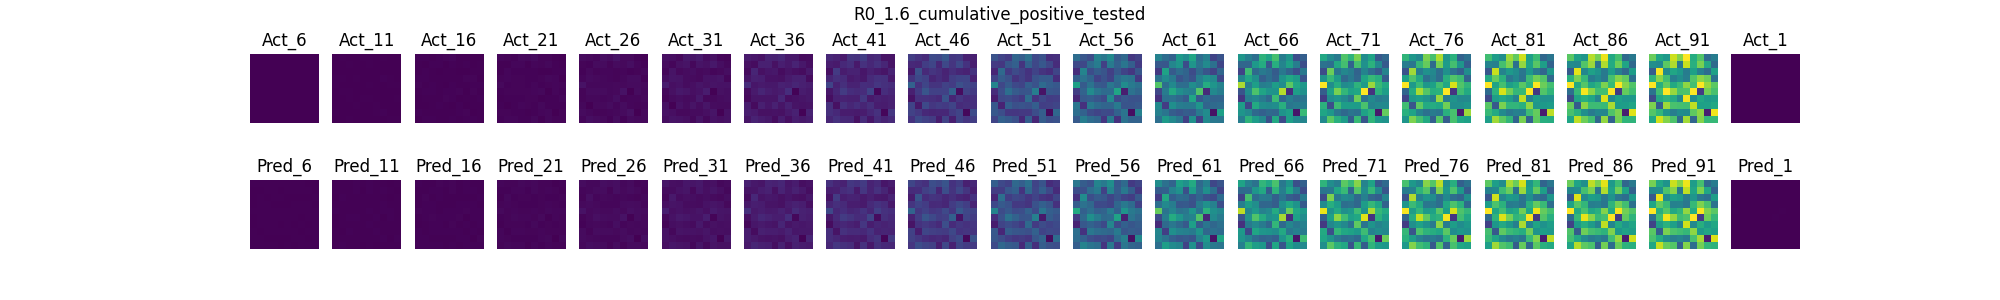 R0_1.6_cumulative_positive_tested
Act_6 Act_11 Act_16 Act_21 Act_26 Act_31 Act_36 Act_41 Act_46 Act_51 Act_56 Act_61 Act_66 Act_71 Act_76 Act_81 Act_86 Act_91 Act_1
Pred_6 Pred_11 Pred_16 Pred_21 Pred_26 Pred_31 Pred_36 Pred_41 Pred_46 Pred_51 Pred_56 Pred_61 Pred_66 Pred_71 Pred_76 Pred_81 Pred_86 Pred_91 Pred_1